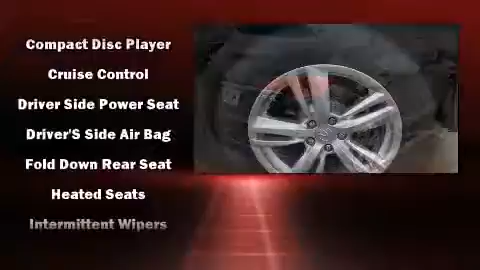 Compact Disc Player
Cruise Control
Driver Side Power Seat
Driver'S Side Air Bag
Fold Down Rear Seat
Heated Seats
Intermittent Wipers